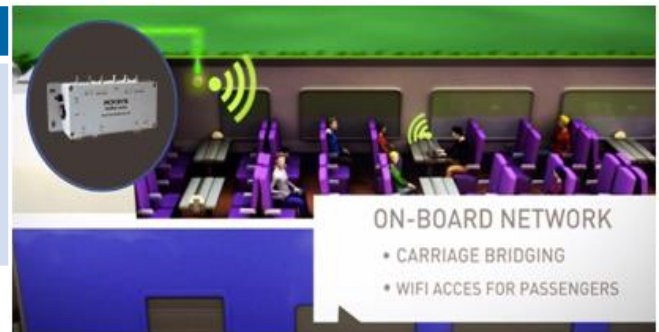 ON-BOARD NETWORK
• CARRIAGE BRIDGING
• WIFI ACCES FOR PASSENGERS